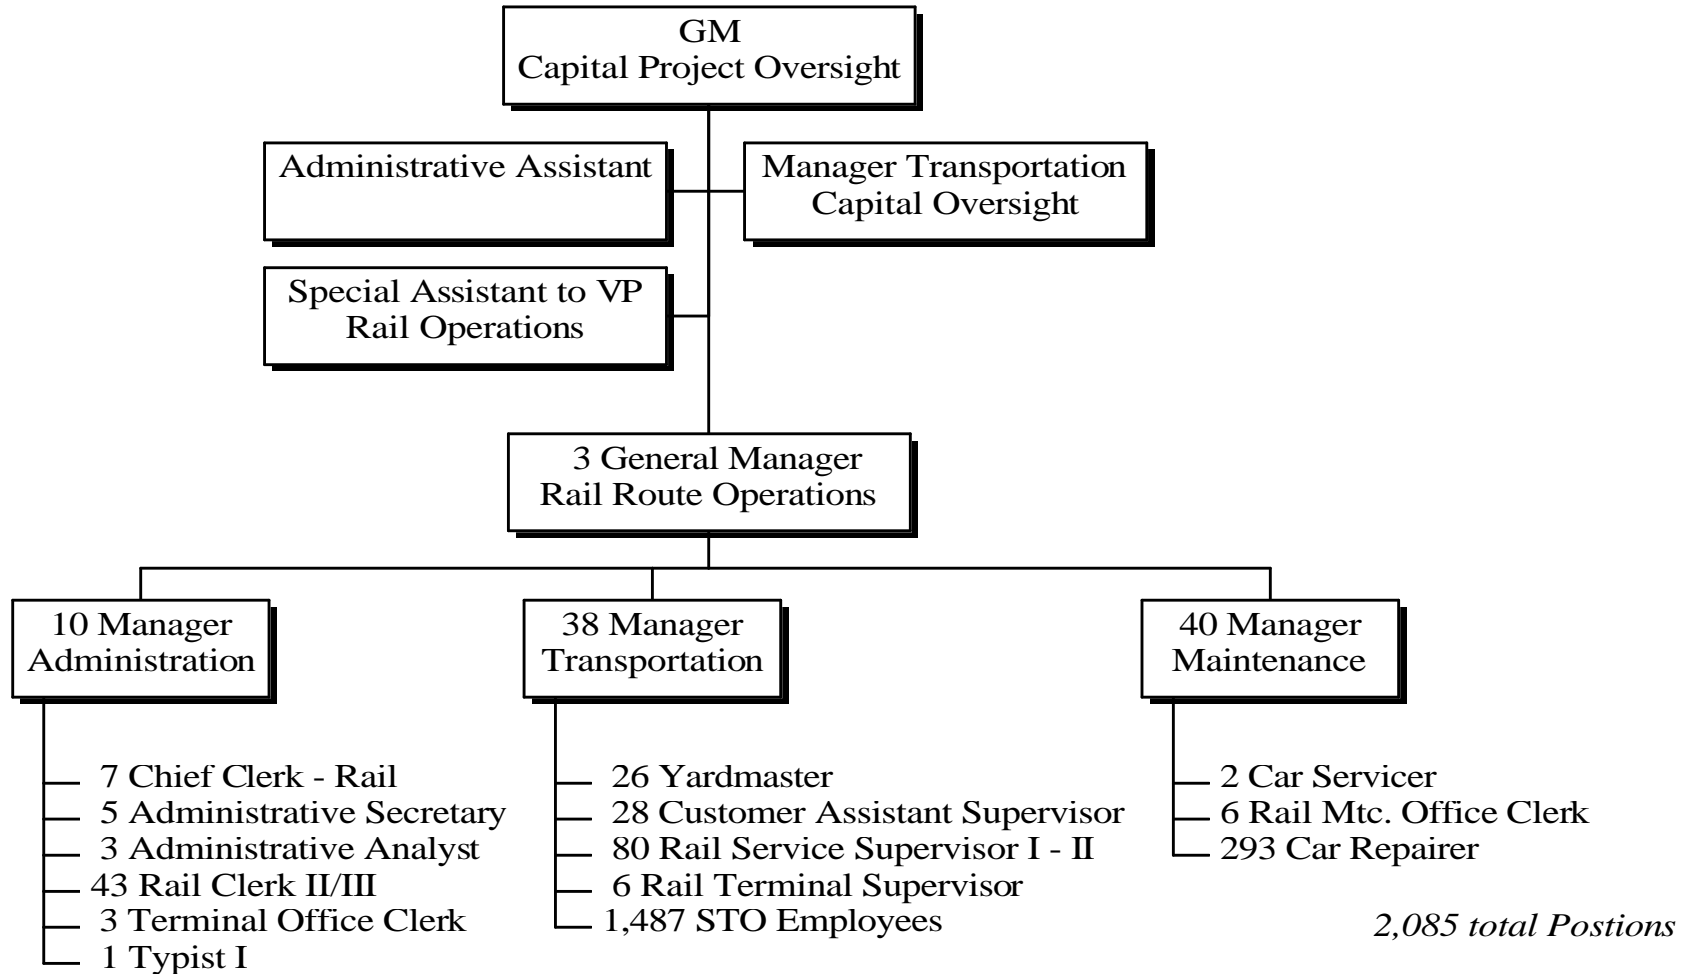 GM
Capital Project Oversight
Administrative Assistant
Manager Transportation
Capital Oversight
Special Assistant to VP
Rail Operations
3 General Manager
Rail Route Operations
10 Manager
Administration
7 Chief Clerk - Rail
5 Administrative Secretary
3 Administrative Analyst
43 Rail Clerk II/III
3 Terminal Office Clerk
1 Typist I
38 Manager
Transportation
26 Yardmaster
28 Customer Assistant Supervisor
80 Rail Service Supervisor I - II
6 Rail Terminal Supervisor
1,487 STO Employees
40 Manager
Maintenance
2 Car Servicer
6 Rail Mtc. Office Clerk
293 Car Repairer
2,085 total Postions